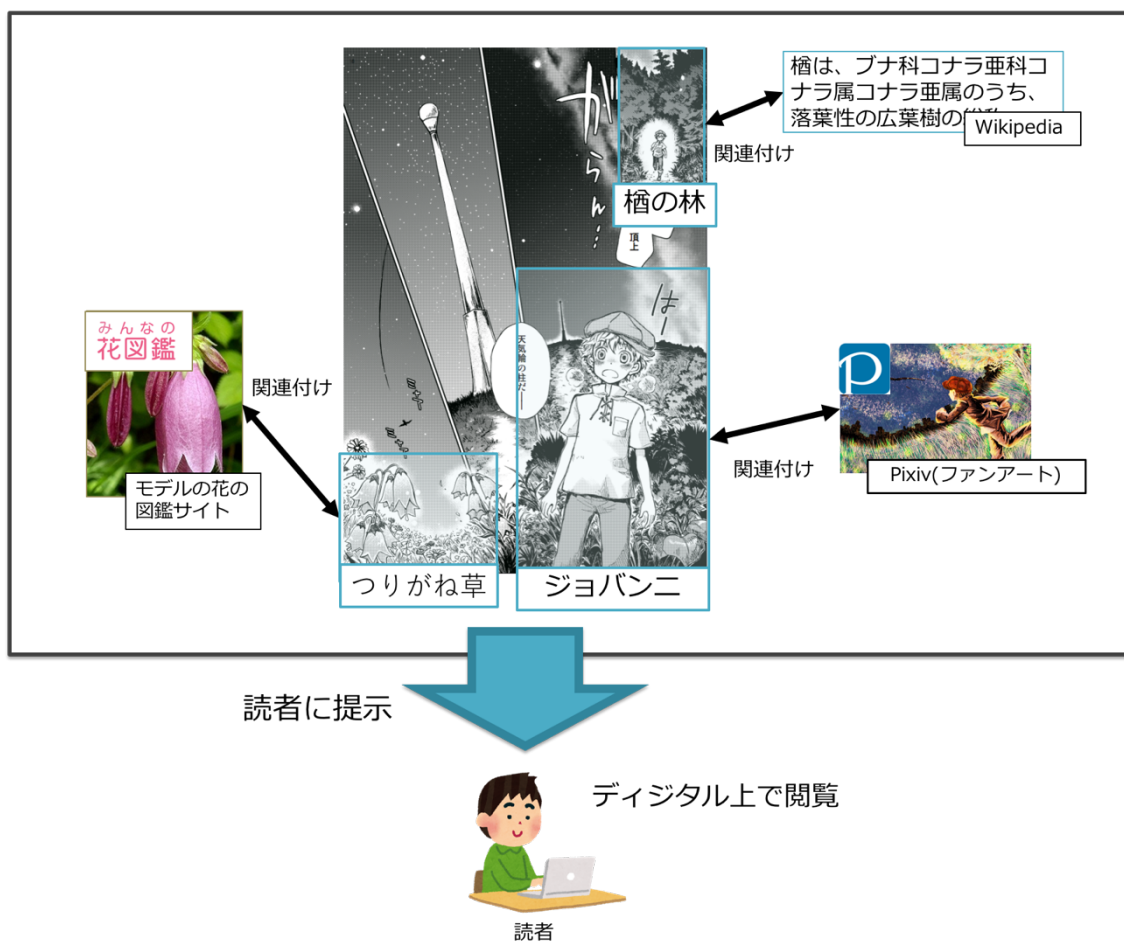 がらん…
楢の林
頂上
楢は、ブナ科コナラ亜科コ
ナラ属コナラ亜属のうち、
落葉性の広葉樹の
Wikipedia
関連付け
はー
天気輪の柱だ――
みんなの
花図鑑
関連付け
モデルの花の
図鑑サイト
P
関連付け
Pixiv(ファンアート)
つりがね草
ジョバンニ
読者に提示
ディジタル上で閲覧
読者